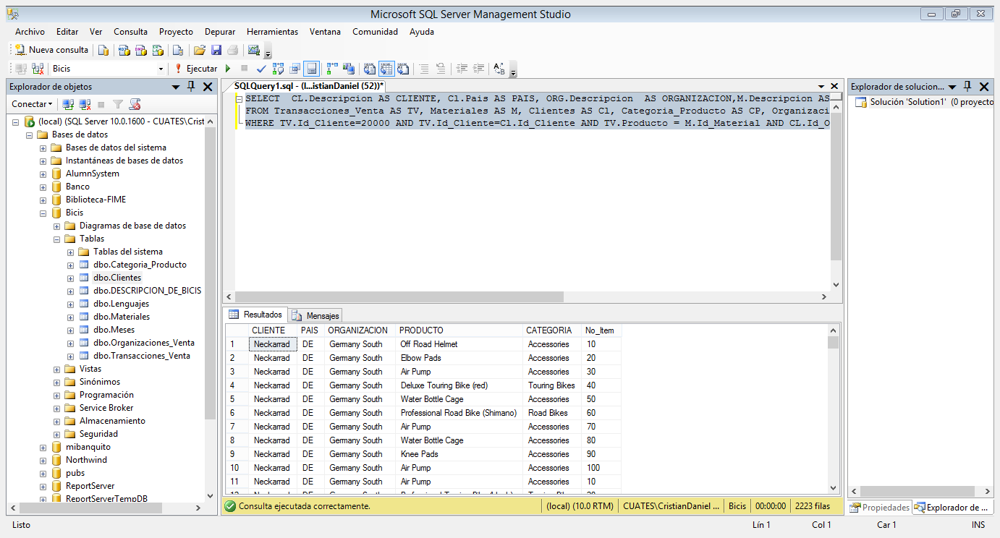 Microsoft SQL Server Management Studio
Archivo Editar Ver Consulta Proyecto Depurar Herramientas Ventana Comunidad Ayuda
Nueva consulta
Bicis Ejecutar
Explorador de objetos
Conectar
(local) (SQL Server 10.0.1600 - CUATES\Crist
Bases de datos
Bases de datos del sistema
Instantáneas de bases de datos
AlumnSystem
Banco
Biblioteca-FIME
Bicis
Diagramas de base de datos
Tablas
Tablas del sistema
dbo.Categoria_Producto
dbo.Clientes
dbo.DESCRIPCION_DE_BICIS
dbo.Lenguajes
dbo.Materiales
dbo.Meses
dbo.Organizaciones_Venta
dbo.Transacciones_Venta
Vistas
Sinónimos
Programación
Service Broker
Almacenamiento
Seguridad
mibanquito
Northwind
pubs
ReportServer
ReportServerTempDB
SQLQuery1.sql - (l...istianDaniel (52))*
SELECT CL.Descripcion AS CLIENTE, Cl.Pais AS PAIS, ORG.Descripcion AS ORGANIZACION,M.Descripcion AS
FROM Transacciones_Venta AS TV, Materiales AS M, Clientes AS Cl, Categoria_Producto AS CP, Organizaci
WHERE TV.Id_Cliente=20000 AND TV.Id_Cliente=Cl.Id_Cliente AND TV.Producto = M.Id_Material AND CL.Id_O
Resultados Mensajes
CLIENTE PAIS ORGANIZACION PRODUCTO CATEGORIA No_Item
1 Neckarrad DE Germany South Off Road Helmet Accessories 10
2 Neckarrad DE Germany South Elbow Pads Accessories 20
3 Neckarrad DE Germany South Air Pump Accessories 30
4 Neckarrad DE Germany South Deluxe Touring Bike (red) Touring Bikes 40
5 Neckarrad DE Germany South Water Bottle Cage Accessories 50
6 Neckarrad DE Germany South Professional Road Bike (Shimano) Road Bikes 60
7 Neckarrad DE Germany South Air Pump Accessories 70
8 Neckarrad DE Germany South Water Bottle Cage Accessories 80
9 Neckarrad DE Germany South Knee Pads Accessories 90
10 Neckarrad DE Germany South Air Pump Accessories 100
11 Neckarrad DE Germany South Air Pump Accessories 10
Consulta ejecutada correctamente. (local) (10.0 RTM) CUATES\CristianDaniel ... Bicis 00:00:00 2223 filas
Explorador de solucion...
Solución 'Solution1' (0 proyecto
Propiedades Explorador de ...
Listo Lín 1 Col 1 Car 1 INS